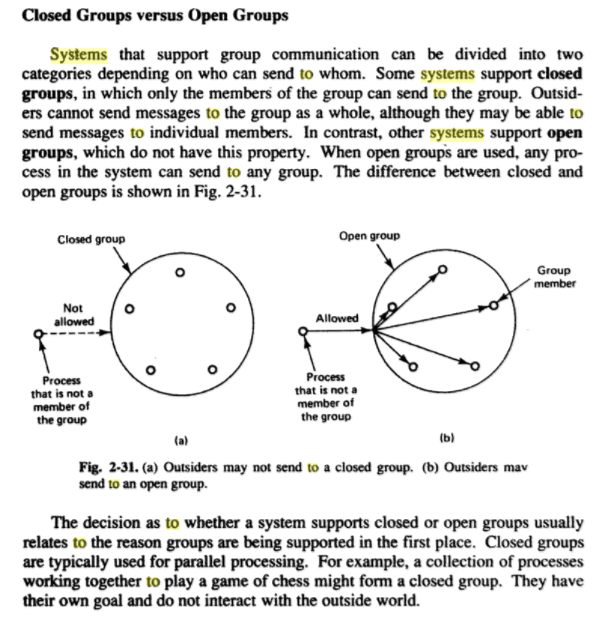 Closed Groups versus Open Groups
Systems that support group communication can be divided into two
categories depending on who can send to whom. Some systems support closed
groups, in which only the members of the group can send to the group. Outsid-
ers cannot send messages to the group as a whole, although they may be able to
send messages to individual members. In contrast, other systems support open
groups, which do not have this property. When open groups are used, any pro-
cess in the system can send to any group. The difference between closed and
open groups is shown in Fig. 2-31.
Closed group
Not
allowed
Process
that is not a
member of
the group
(a)
Open group
Group
member
Allowed
Process
that is not a
member of
the group
(b)
Fig. 2-31. (a) Outsiders may not send to a closed group. (b) Outsiders may
send to an open group.
The decision as to whether a system supports closed or open groups usually
relates to the reason groups are being supported in the first place. Closed groups
are typically used for parallel processing. For example, a collection of processes
working together to play a game of chess might form a closed group. They have
their own goal and do not interact with the outside world.